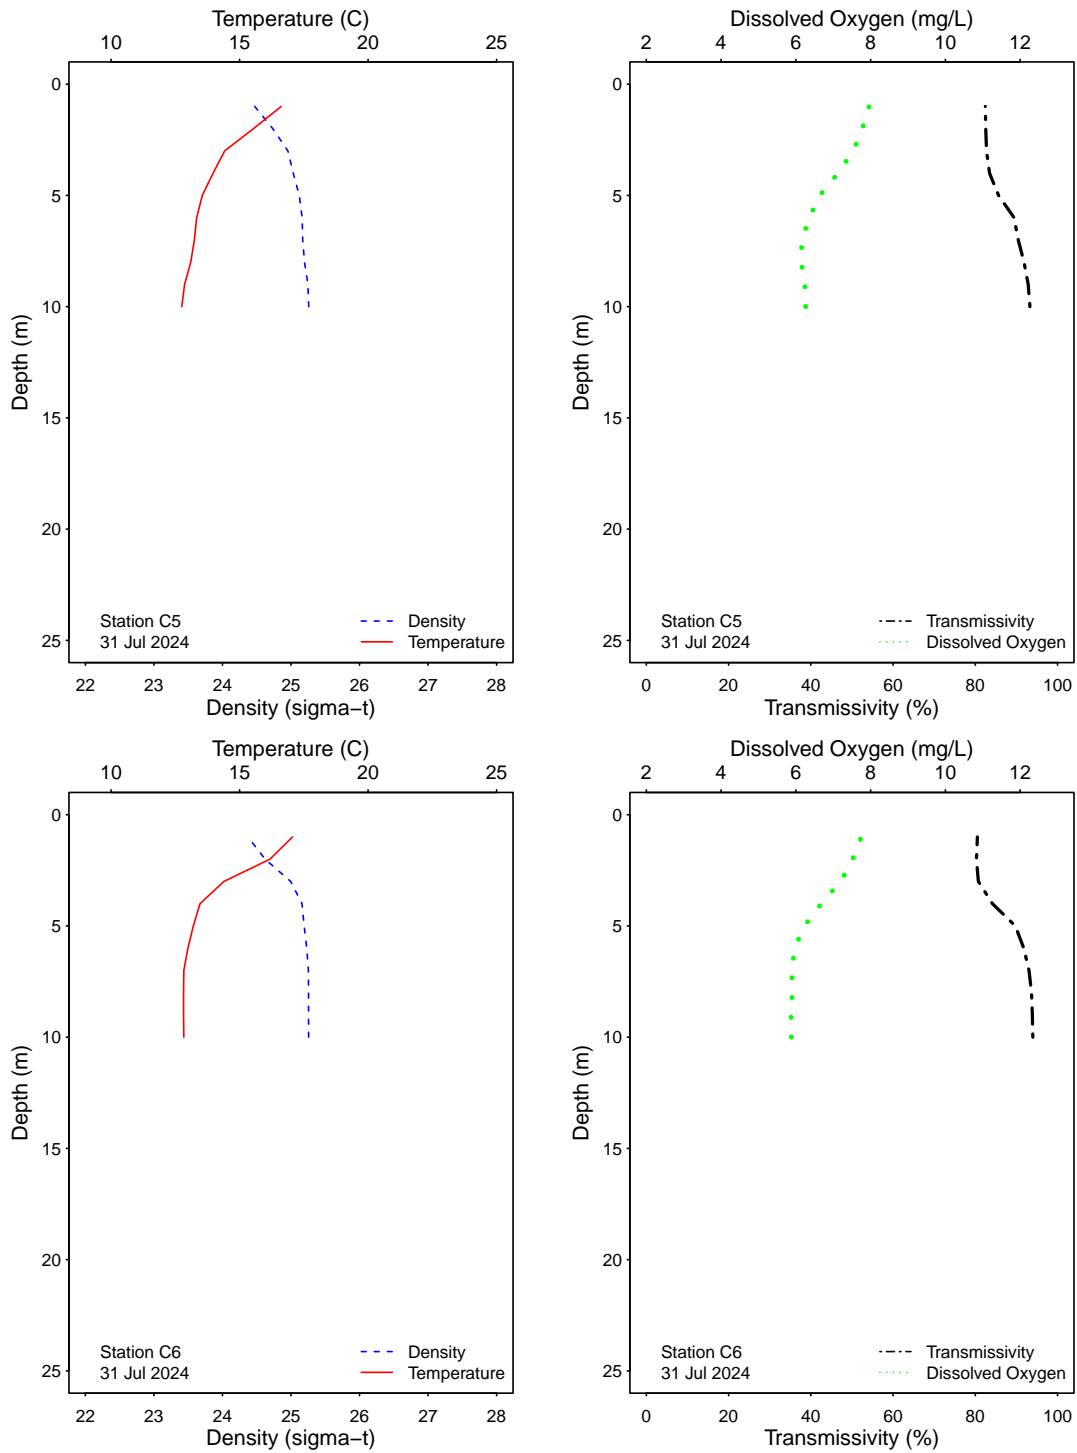 Temperature (C)
10 15 20 25
0
5
10
15
20
25
Depth (m)
Station C5
31 Jul 2024
Density
Temperature
22 23 24 25 26 27 28
Density (sigma−t)
Dissolved Oxygen (mg/L)
2 4 6 8 10 12
0
5
10
15
20
25
Depth (m)
Station C5
31 Jul 2024
Transmissivity
Dissolved Oxygen
0 20 40 60 80 100
Transmissivity (%)
Temperature (C)
10 15 20 25
0
5
10
15
20
25
Depth (m)
Station C6
31 Jul 2024
Density
Temperature
22 23 24 25 26 27 28
Density (sigma−t)
Dissolved Oxygen (mg/L)
2 4 6 8 10 12
0
5
10
15
20
25
Depth (m)
Station C6
31 Jul 2024
Transmissivity
Dissolved Oxygen
0 20 40 60 80 100
Transmissivity (%)